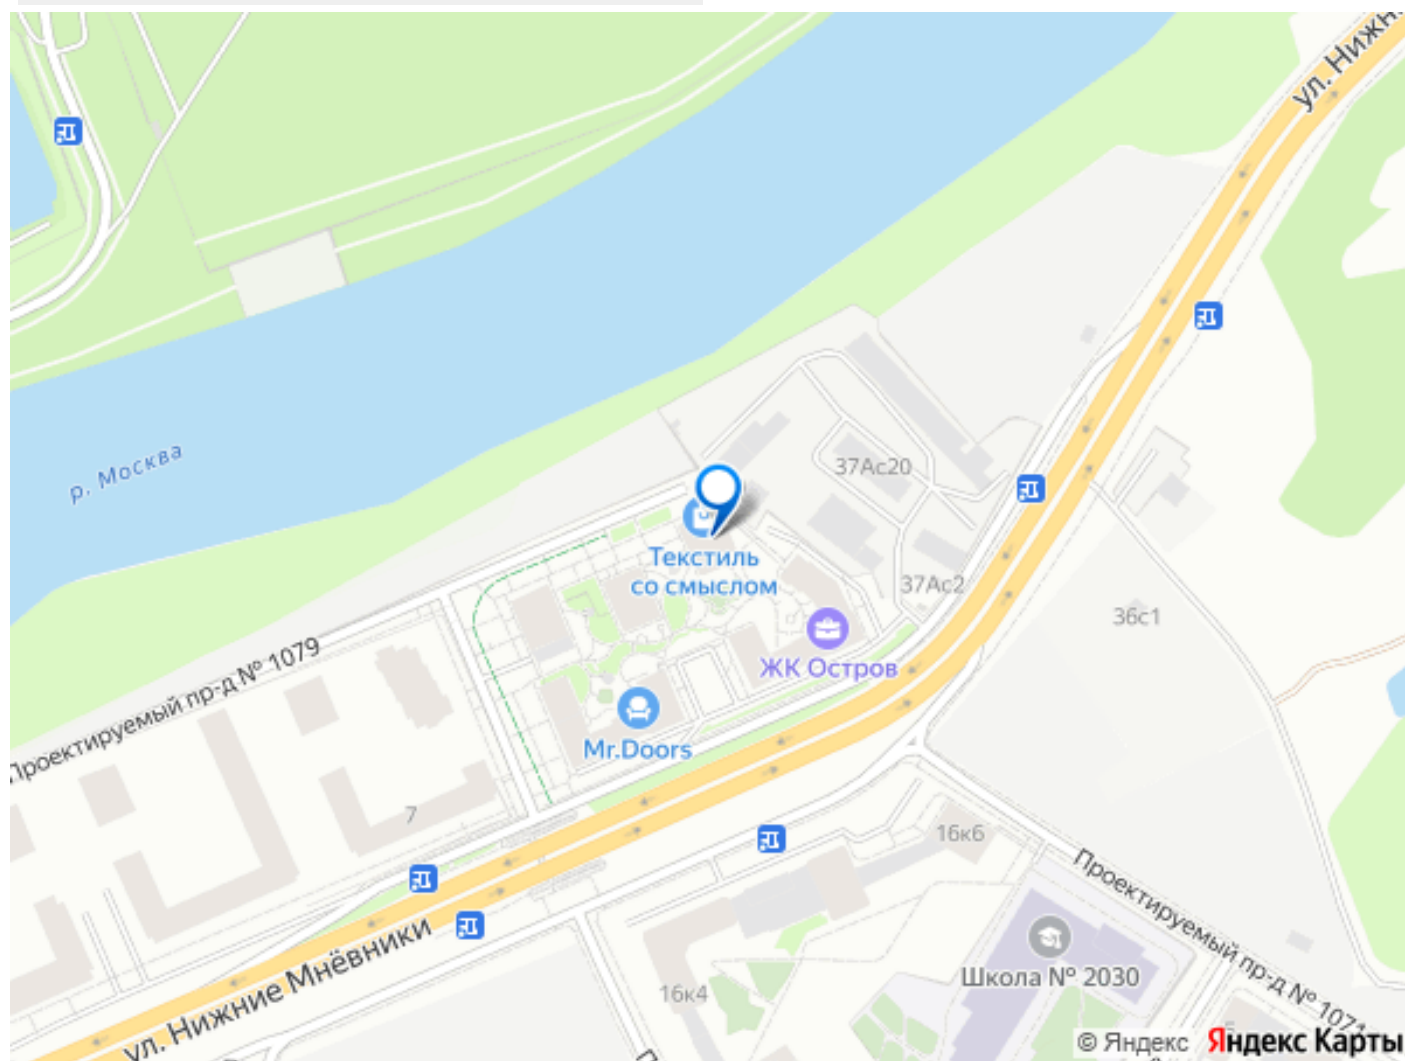 ул. Нижн
р. Москва
37Ас20
Текстиль
со смыслом
37Ас2
36с1
ЖК Остров
Проектируемый пр-д № 1079
Mr.Doors
7
16к6
Проектируемый пр-д № 1071
ул. Нижние Мнёвники
Школа № 2030
16к4
© Яндекс Яндекс Карты